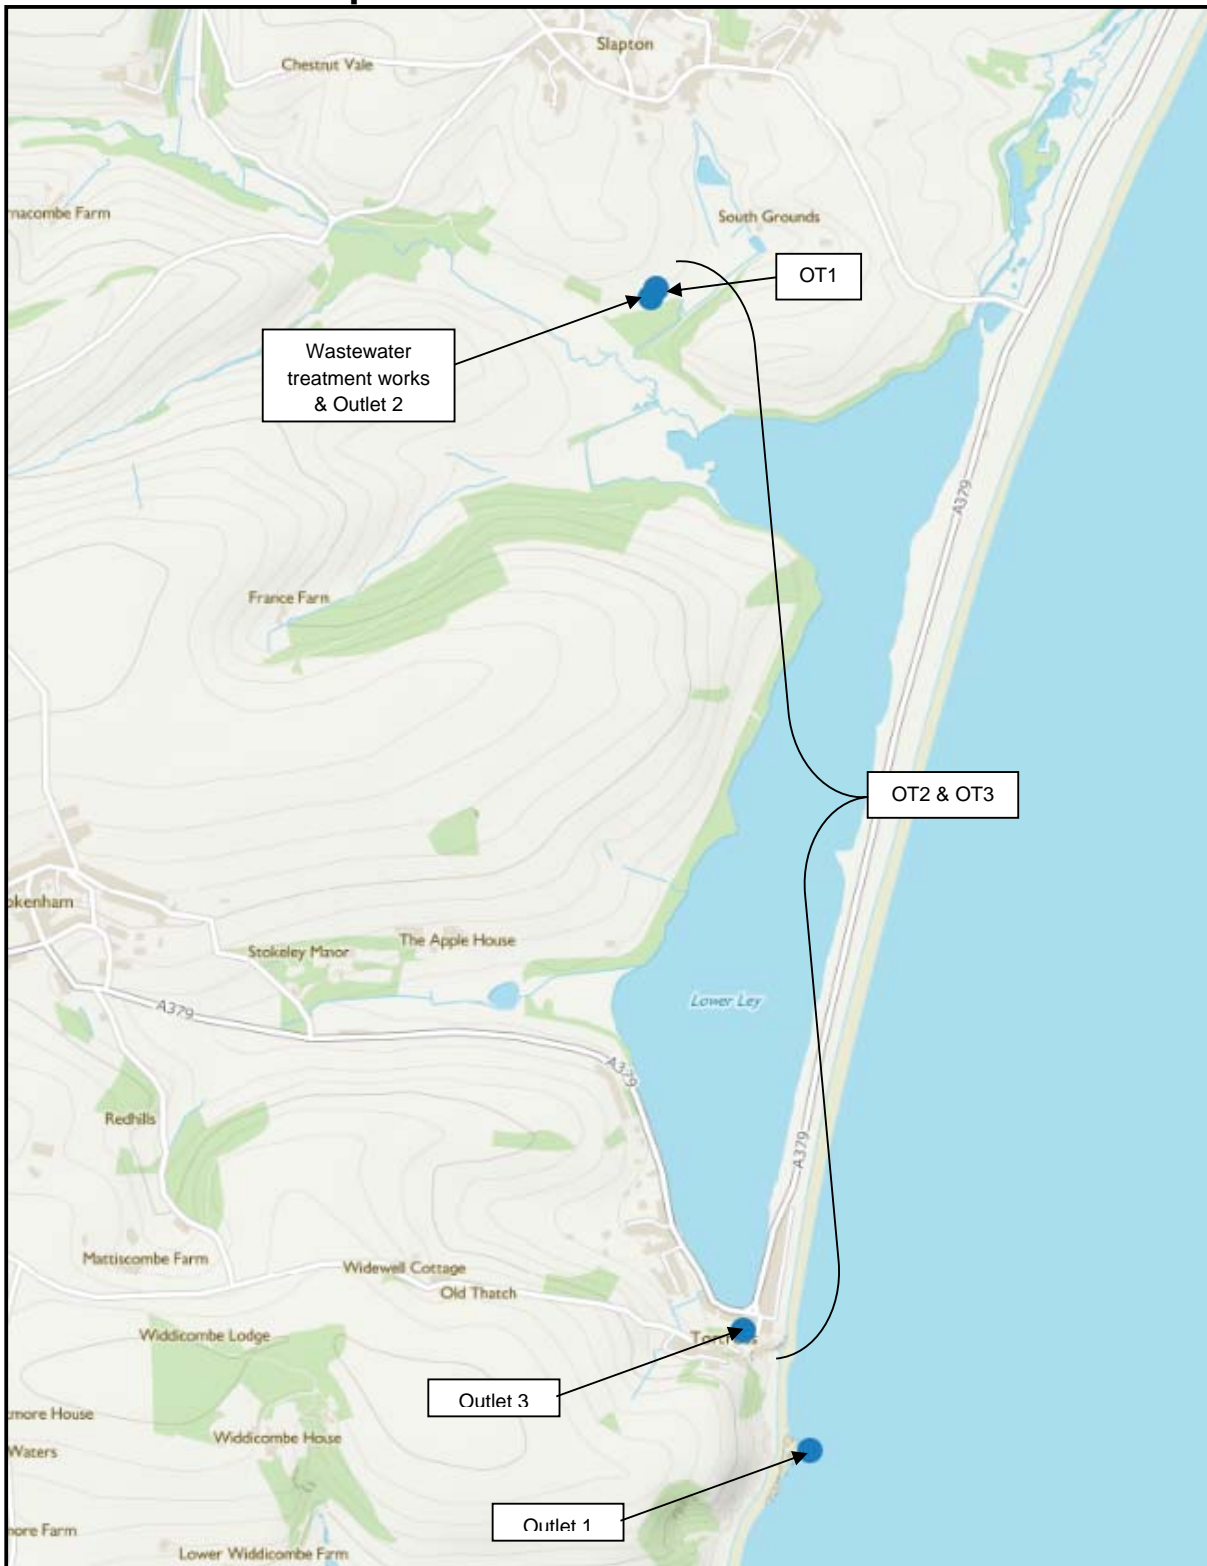 Slapton
Chestnut Vale
nacombe Farm
South Grounds
OT1
Wastewater
treatment works
& Outlet 2
A379
France Farm
OT2 & OT3
okenham
Stokeley Manor
The Apple House
A379
Lower Ley
A379
Redhills
A379
Mattiscombe Farm
Widewell Cottage
Old Thatch
Widdicombe Lodge
Outlet 3
more House
Widdicombe House
Waters
Outlet 1
ore Farm
Lower Widdicombe Farm